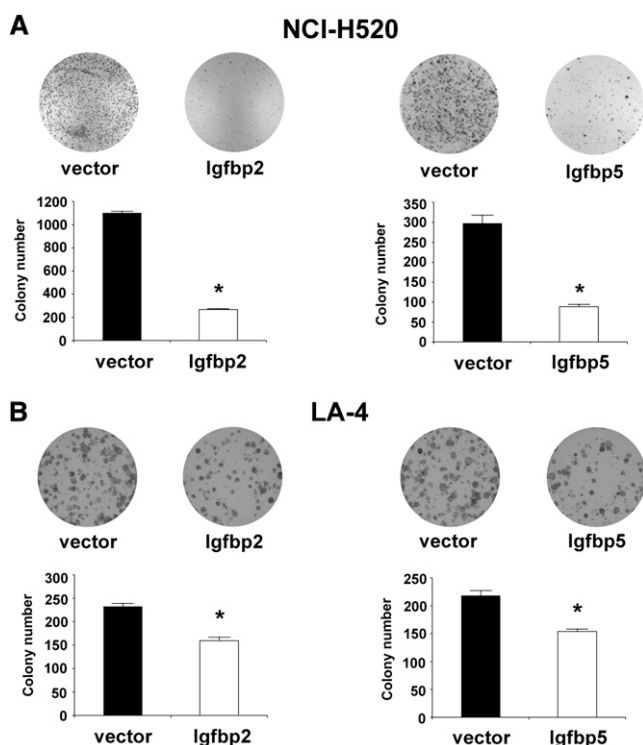 A
NCI-H520
vector
Igfbp2
vector
Igfbp5
Colony number
1200
1000
800
600
400
200
0
*
vector
Igfbp2
Colony number
350
300
250
200
150
100
50
0
*
vector
Igfbp5
B
LA-4
vector
Igfbp2
vector
Igfbp5
Colony number
300
250
200
150
100
50
0
*
vector
Igfbp2
Colony number
250
200
150
100
50
0
*
vector
Igfbp5